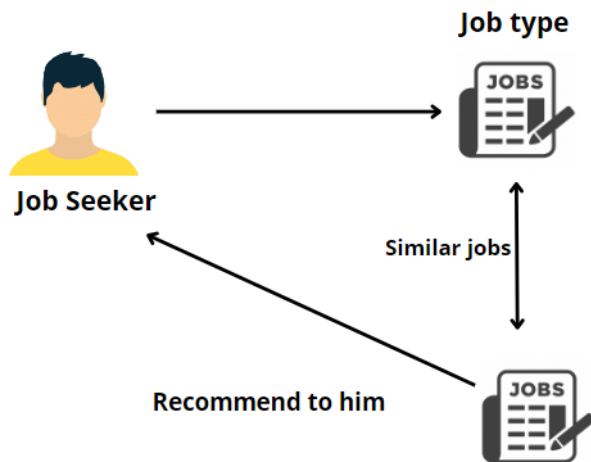 Job type
JOBS
Job Seeker
Similar jobs
Recommend to him
JOBS